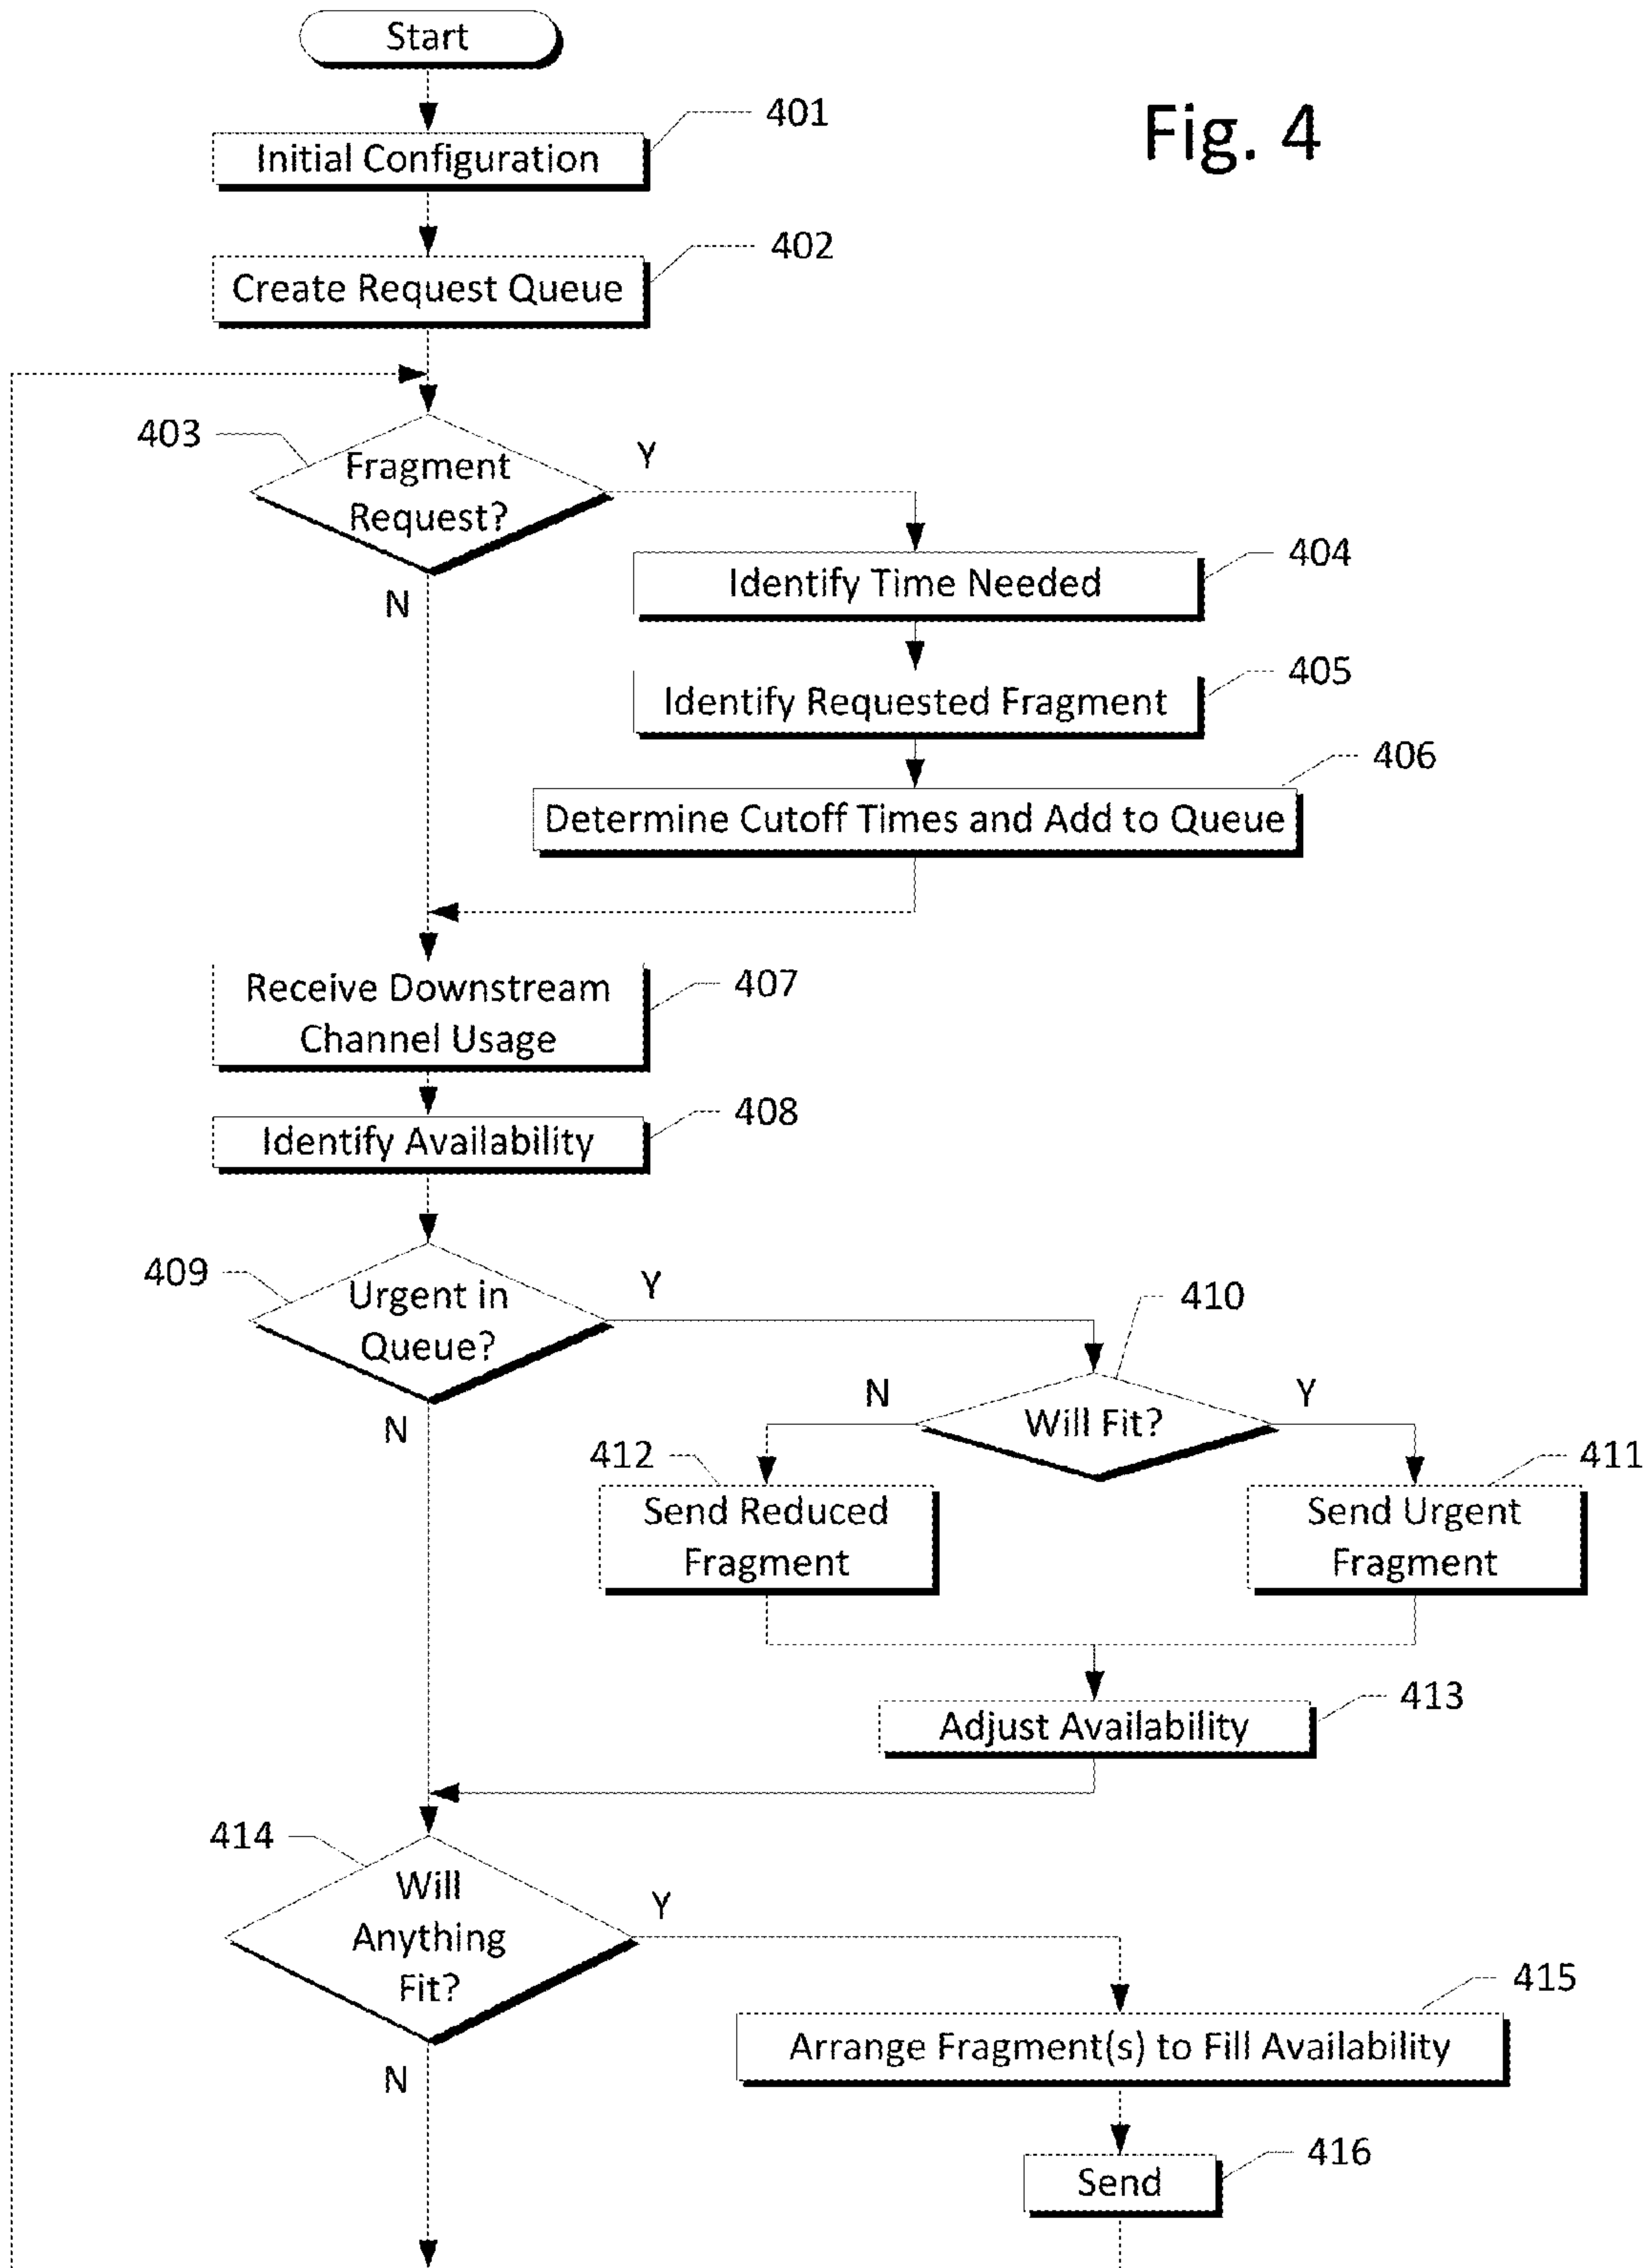 Start
Fig. 4
401
Initial Configuration
402
Create Request Queue
403
Fragment
Request?
Y
N
404
Identify Time Needed
405
Identify Requested Fragment
406
Determine Cutoff Times and Add to Queue
Receive Downstream
Channel Usage
407
408
Identify Availability
409
Urgent in
Queue?
Y
N
410
Will Fit?
N
Y
412
Send Reduced
Fragment
411
Send Urgent
Fragment
413
Adjust Availability
414
Will
Anything
Fit?
Y
N
415
Arrange Fragment(s) to Fill Availability
416
Send